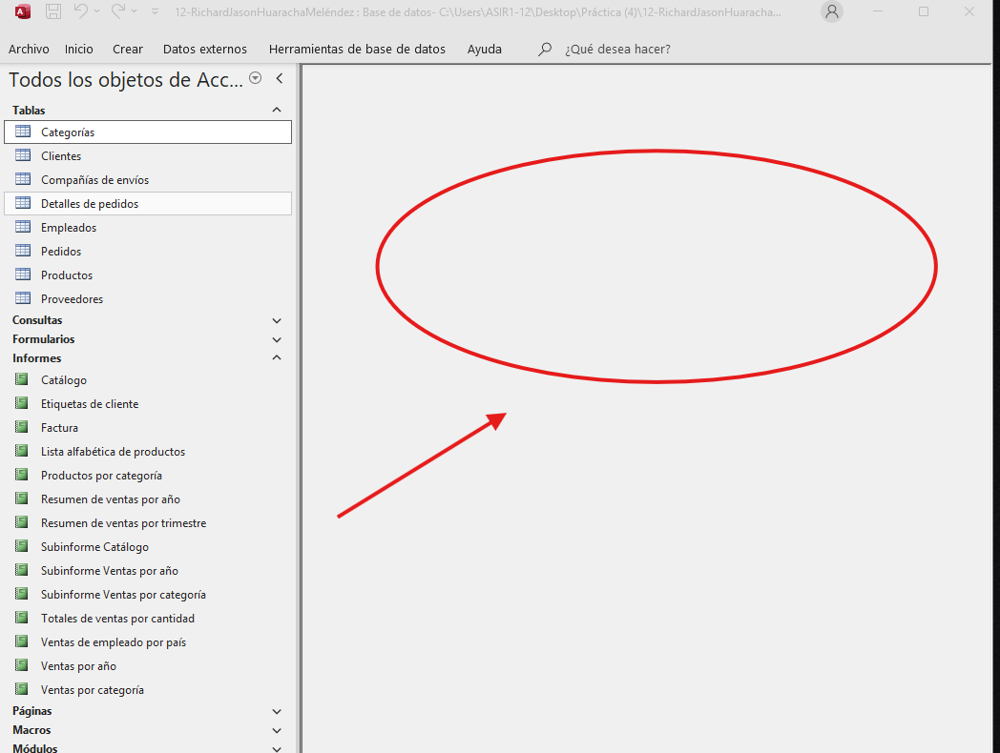 12-RichardJasonHuarachaMeléndez : Base de datos- C:\Users\ASIR1-12\Desktop\Práctica (4)\12-RichardJasonHuaracha...
Archivo Inicio Crear Datos externos Herramientas de base de datos Ayuda ¿Qué desea hacer?
Todos los objetos de Acc...
Tablas
Categorías
Clientes
Compañías de envíos
Detalles de pedidos
Empleados
Pedidos
Productos
Proveedores
Consultas
Formularios
Informes
Catálogo
Etiquetas de cliente
Factura
Lista alfabética de productos
Productos por categoría
Resumen de ventas por año
Resumen de ventas por trimestre
Subinforme Catálogo
Subinforme Ventas por año
Subinforme Ventas por categoría
Totales de ventas por cantidad
Ventas de empleado por país
Ventas por año
Ventas por categoría
Páginas
Macros
Módulos